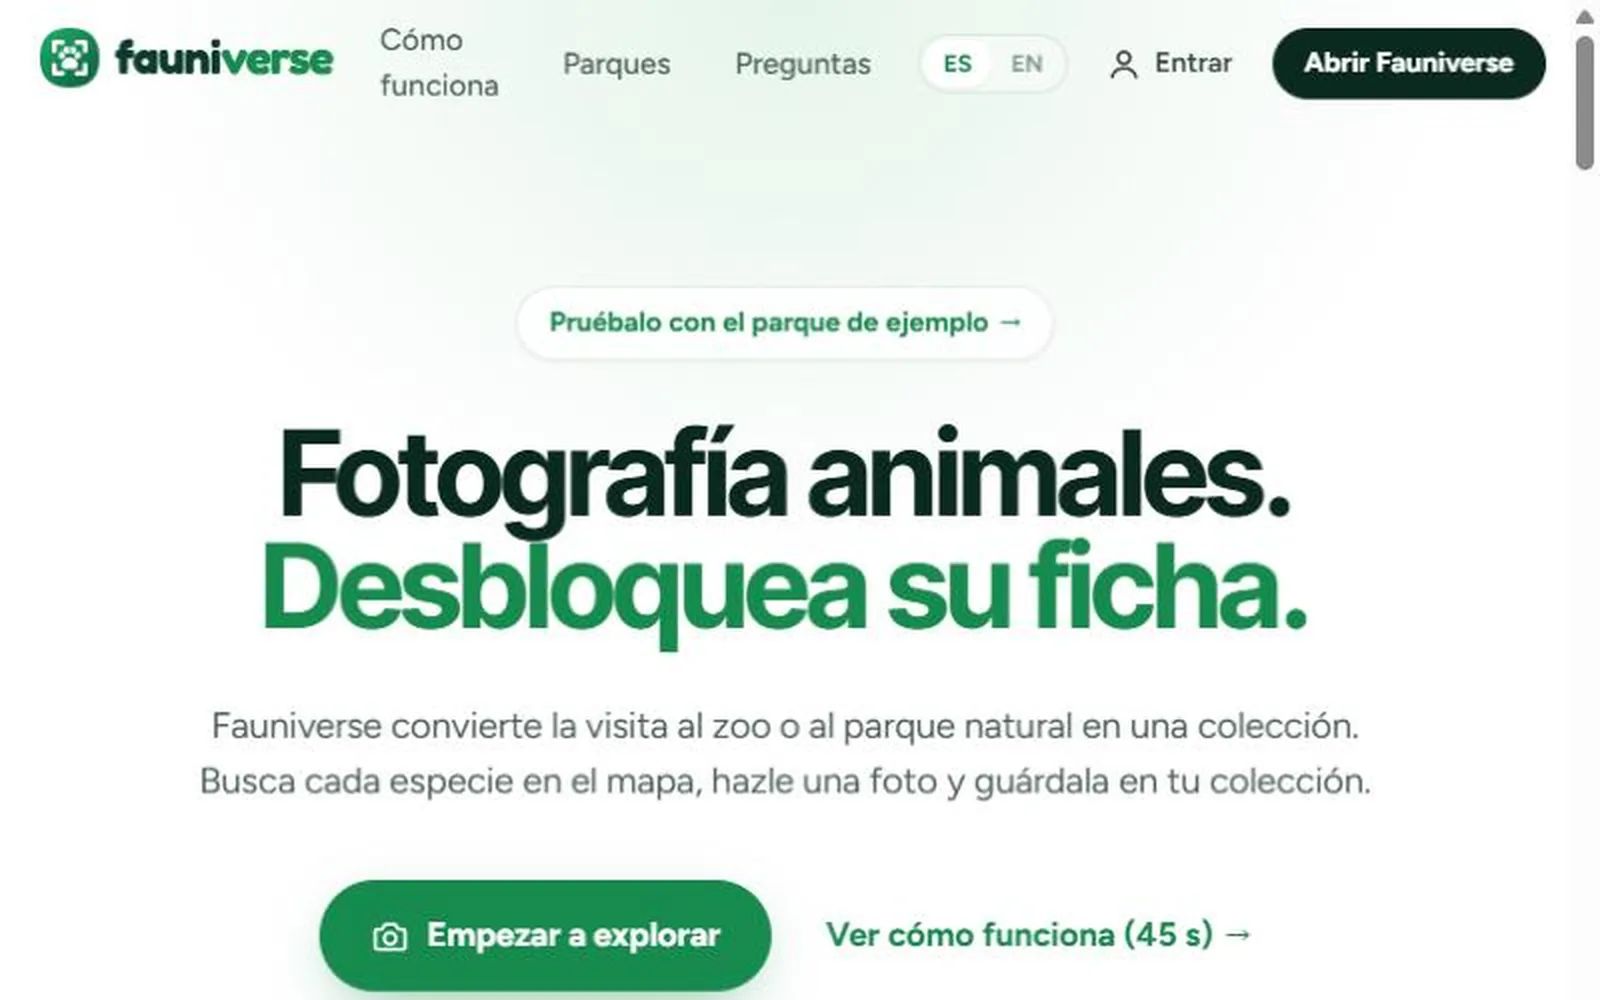 fauniverse
Cómo
funciona
Parques
Preguntas
ES
EN
Entrar
Abrir Fauniverse
Pruébalo con el parque de ejemplo →
Fotografía animales.
Desbloquea su ficha.
Fauniverse convierte la visita al zoo o al parque natural en una colección.
Busca cada especie en el mapa, hazle una foto y guárdala en tu colección.
Empezar a explorar
Ver cómo funciona (45 s) →